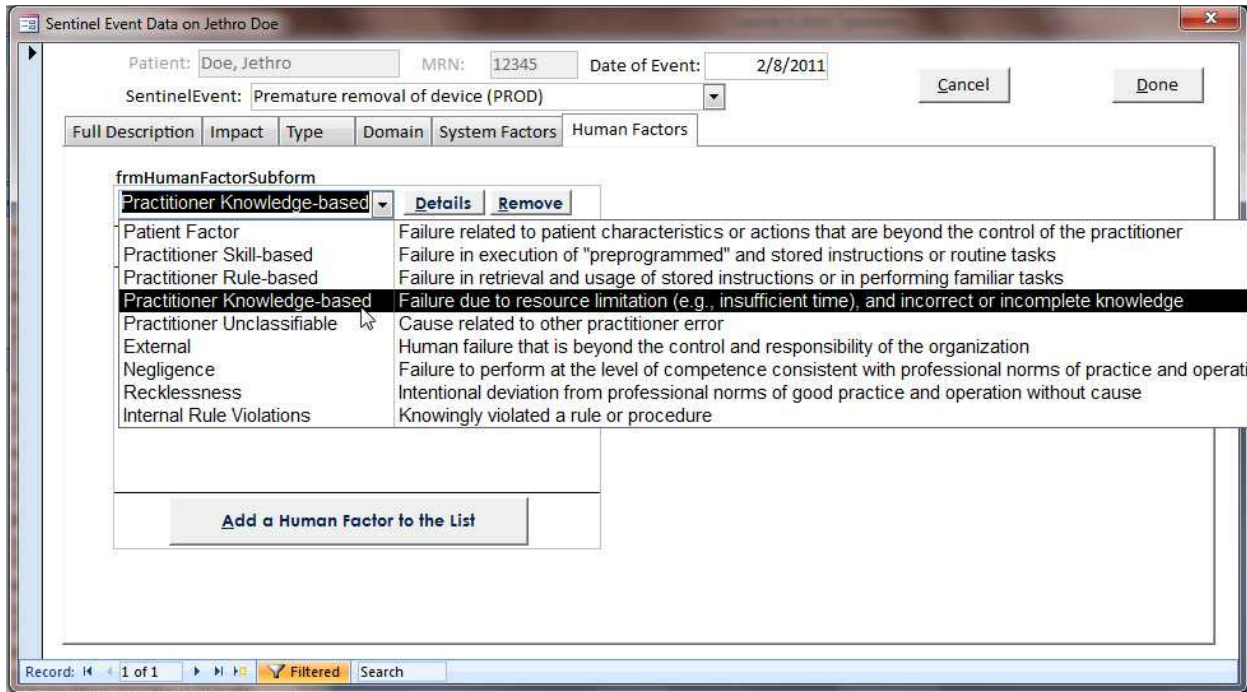 Sentinel Event Data on Jethro Doe
x
Patient: Doe, Jethro MRN: 12345 Date of Event: 2/8/2011
Cancel Done
SentinelEvent: Premature removal of device (PROD)
Full Description Impact Type Domain System Factors Human Factors
frmHumanFactorSubform
Practitioner Knowledge-based Details Remove
Patient Factor Failure related to patient characteristics or actions that are beyond the control of the practitioner
Practitioner Skill-based Failure in execution of "preprogrammed" and stored instructions or routine tasks
Practitioner Rule-based Failure in retrieval and usage of stored instructions or in performing familiar tasks
Practitioner Knowledge-based Failure due to resource limitation (e.g., insufficient time), and incorrect or incomplete knowledge
Practitioner Unclassifiable Cause related to other practitioner error
External Human failure that is beyond the control and responsibility of the organization
Negligence Failure to perform at the level of competence consistent with professional norms of practice and operati
Recklessness Intentional deviation from professional norms of good practice and operation without cause
Internal Rule Violations Knowingly violated a rule or procedure
Add a Human Factor to the List
Record: 1 of 1 Filtered Search